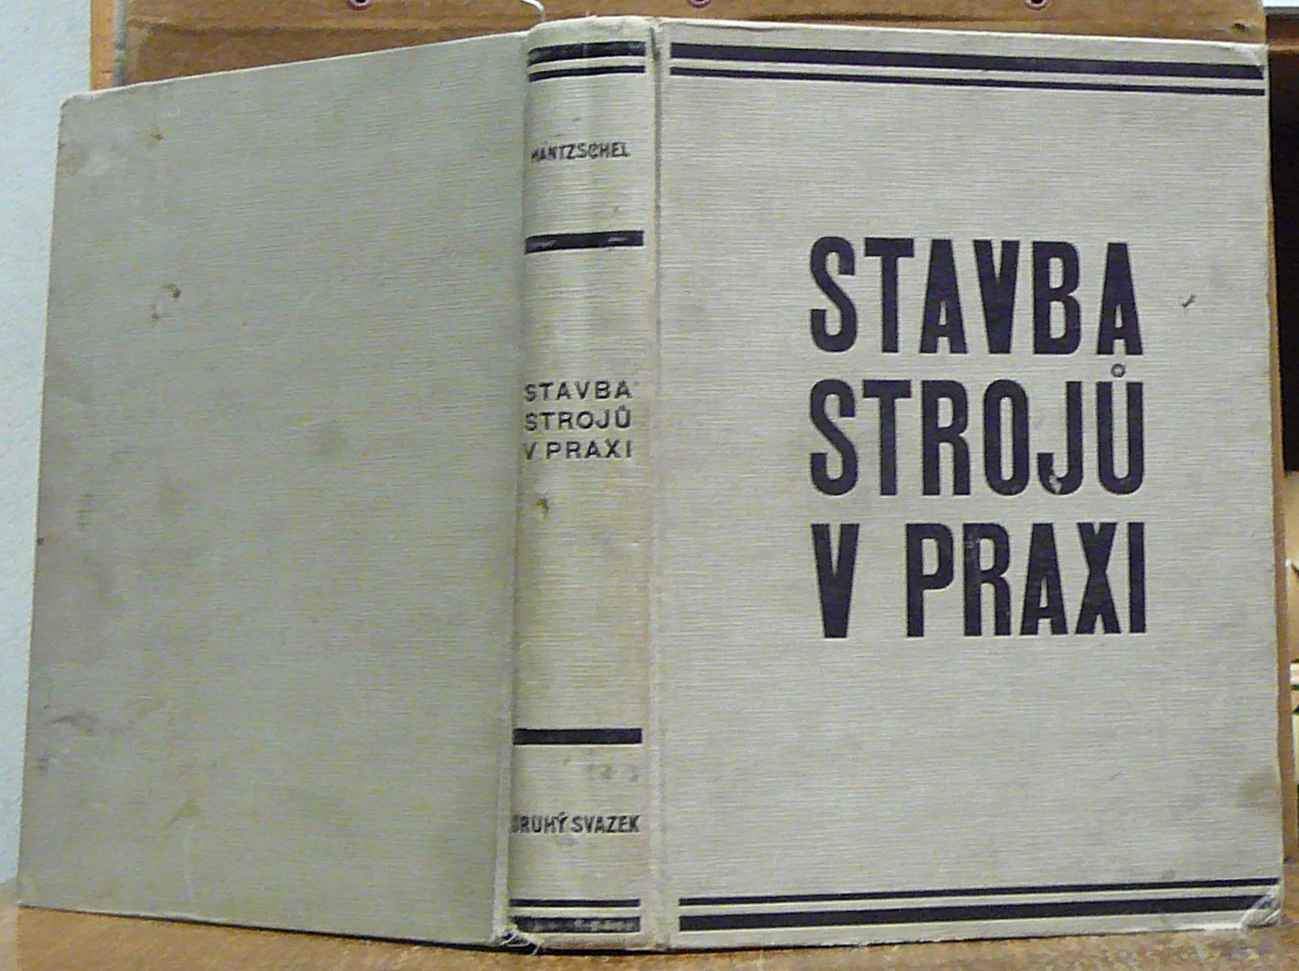 HANTZSCHEL
STAVBA
STROJŮ
V PRAXI
DRUHÝ SVAZEK
STAVBA
STROJŮ
V PRAXI